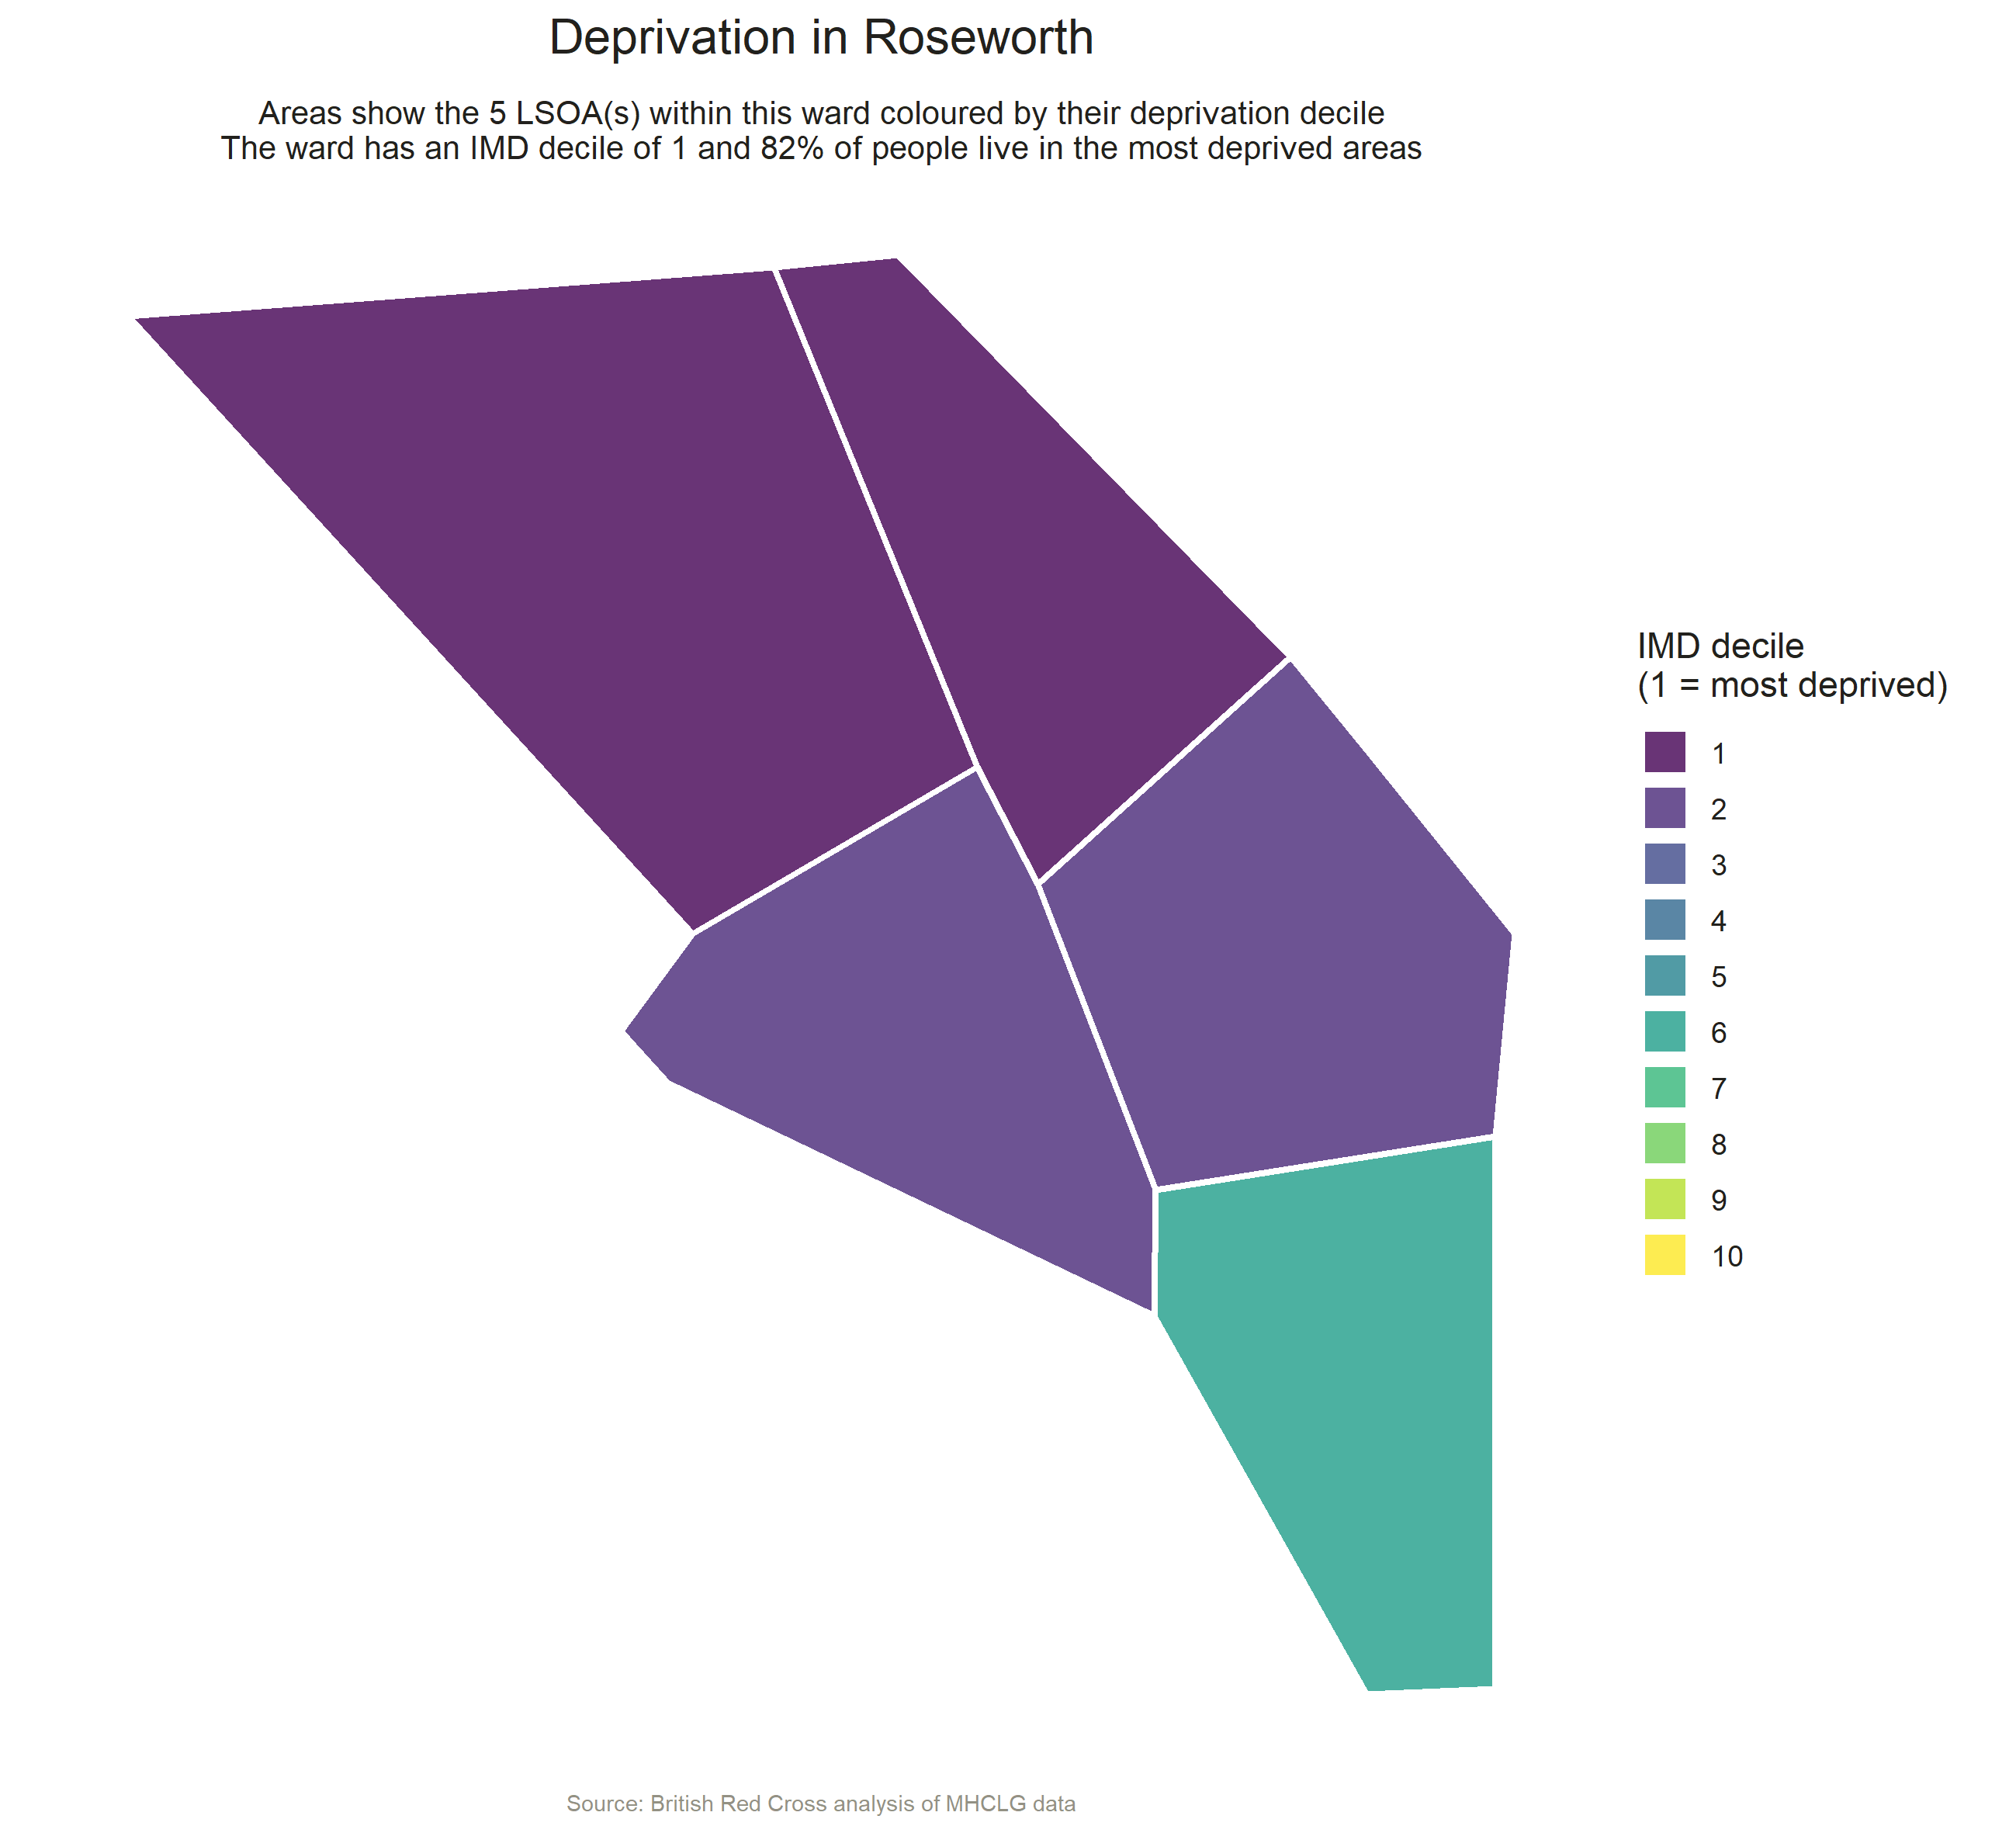 Deprivation in Roseworth
Areas show the 5 LSOA(s) within this ward coloured by their deprivation decile
The ward has an IMD decile of 1 and 82% of people live in the most deprived areas
IMD decile
(1 = most deprived)
1
2
3
4
5
6
7
8
9
10
Source: British Red Cross analysis of MHCLG data